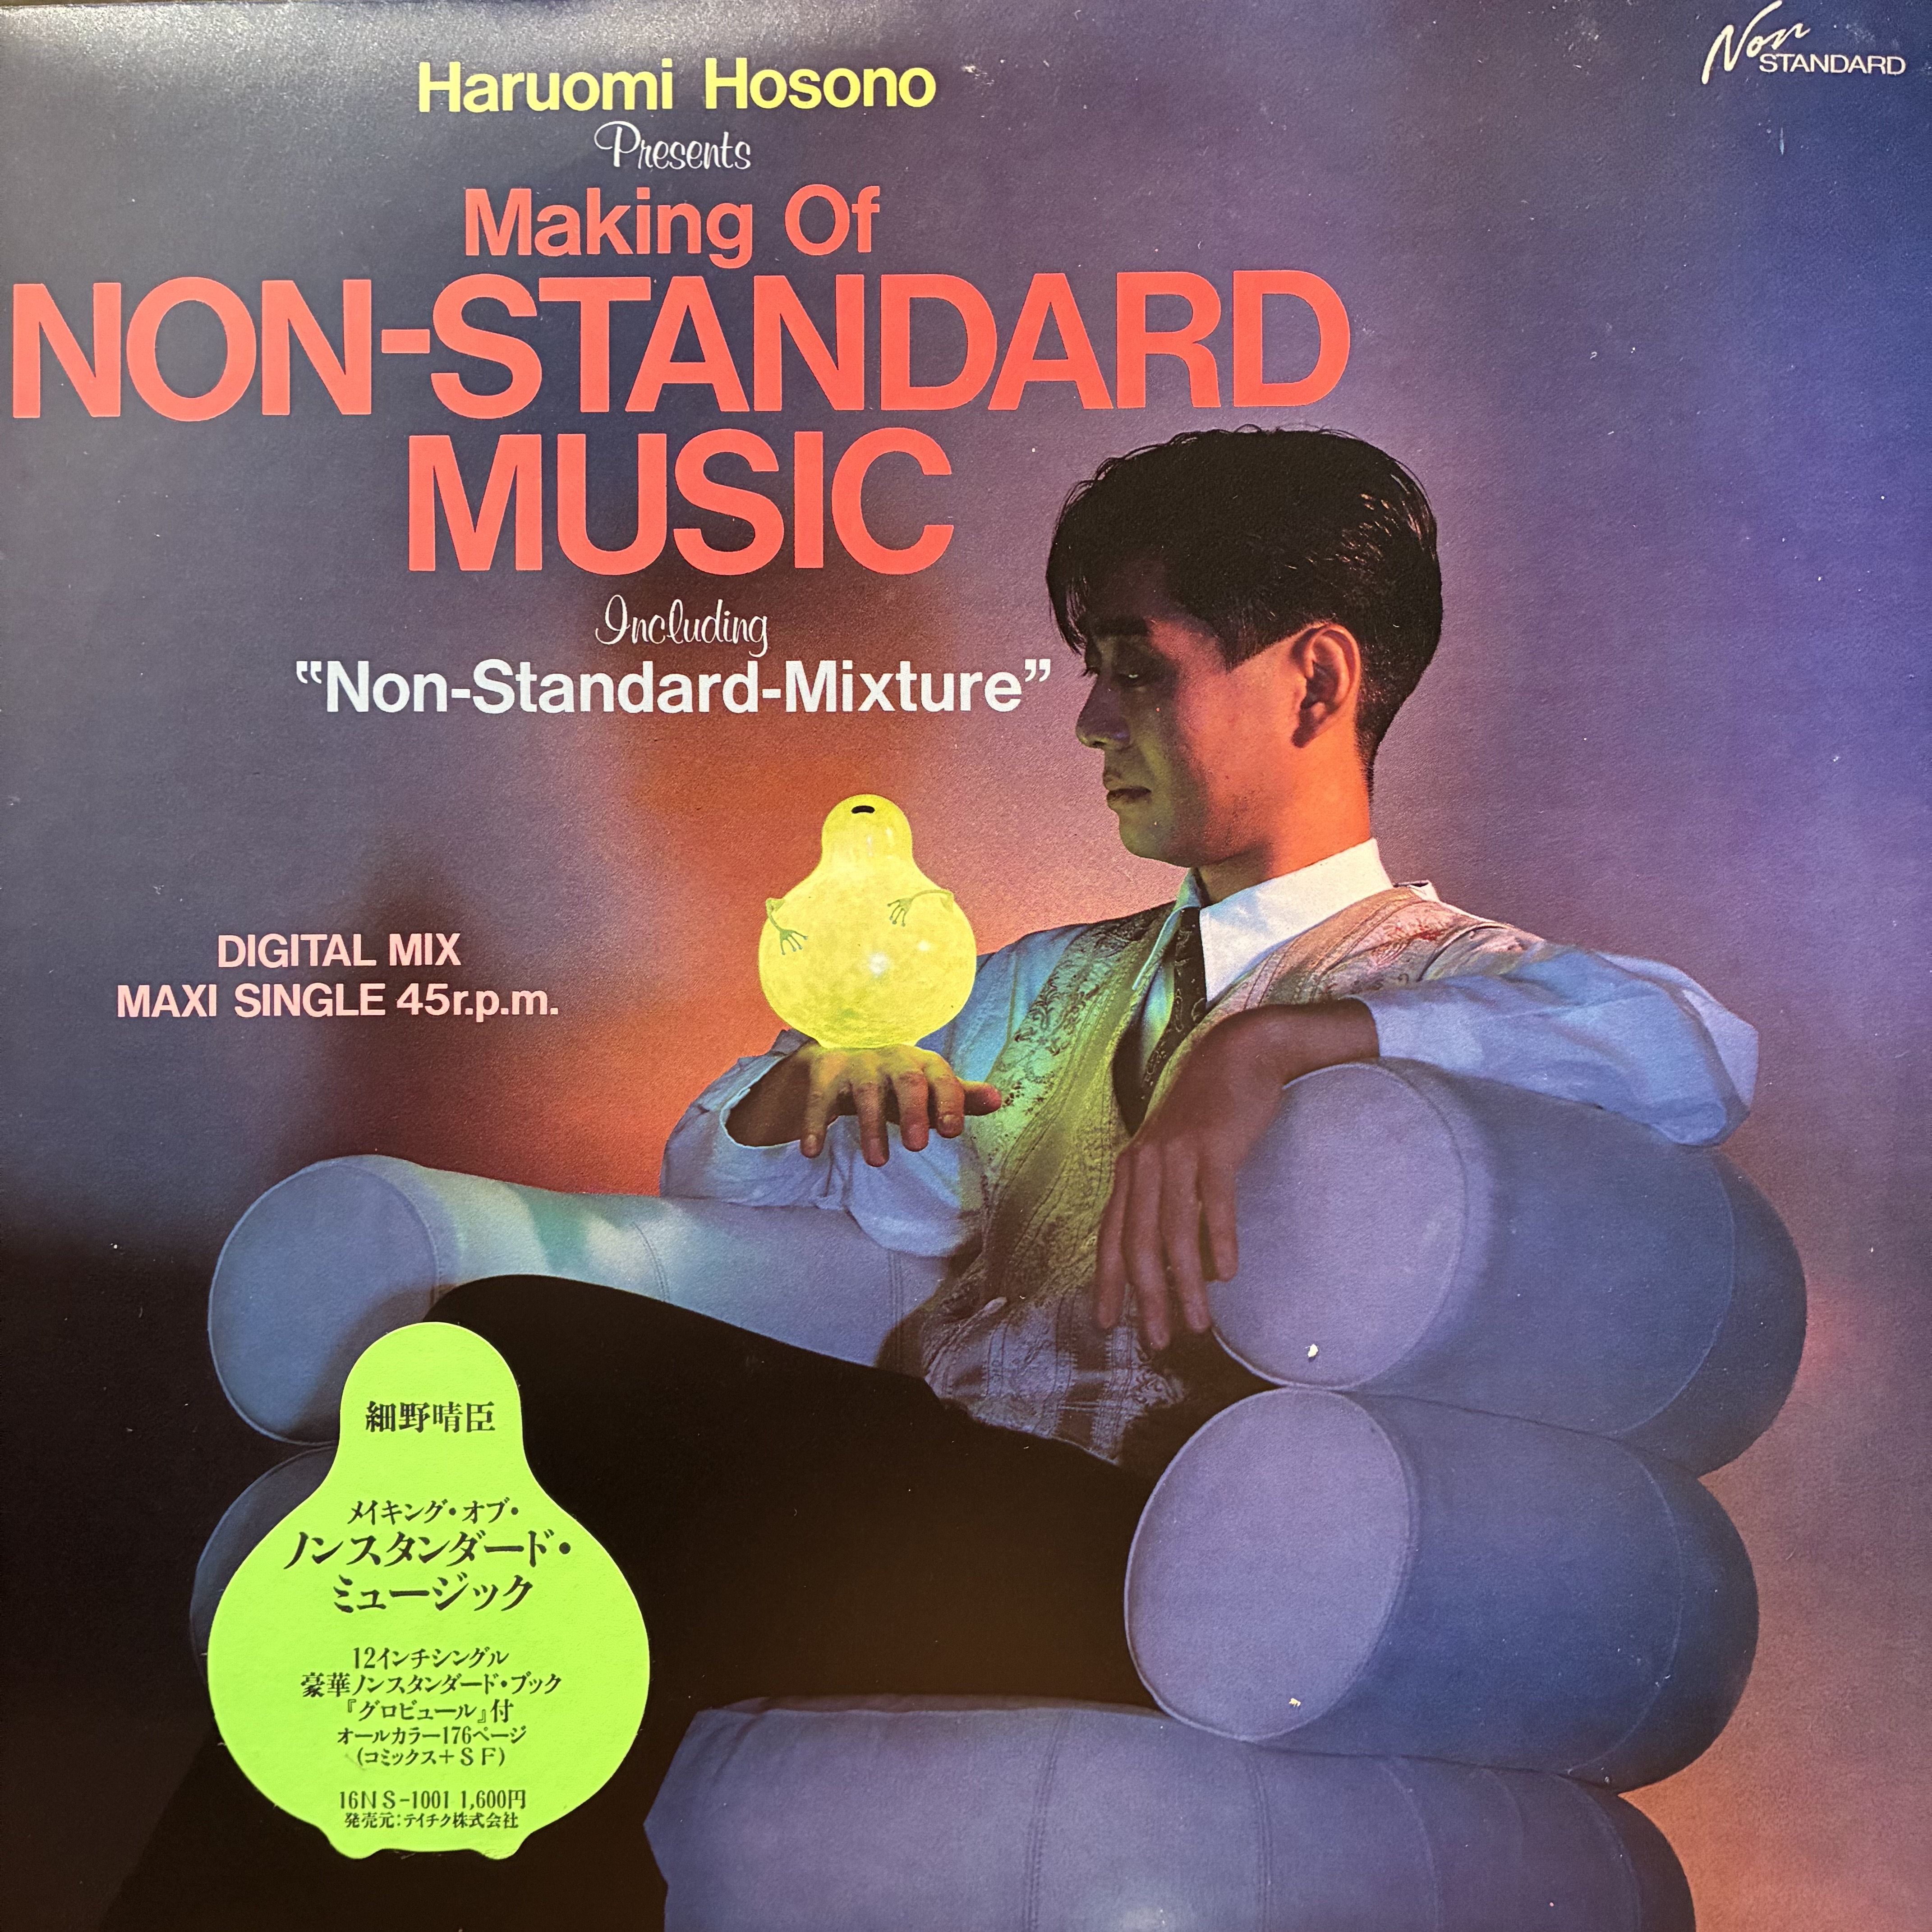 Non
STANDARD
Haruomi Hosono
Presents
Making Of
NON-STANDARD
MUSIC
Including
“Non-Standard-Mixture”
DIGITAL MIX
MAXI SINGLE 45r.p.m.
細野晴臣
メイキング・オブ・
ノンスタンダード・
ミュージック
12インチシングル
豪華ノンスタンダード・ブック
『グロビュール』付
オールカラー176ページ
(コミックス+SF)
16NS-1001 1,600円
発売元:テイチク株式会社